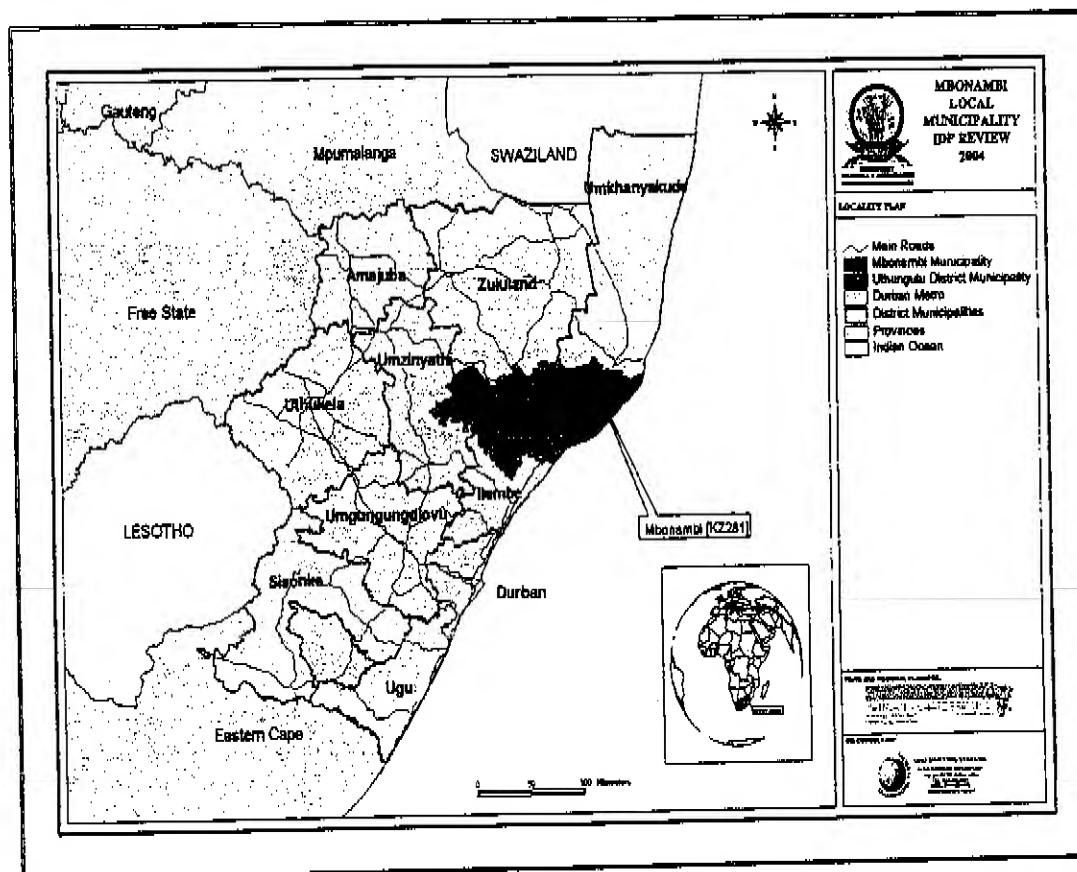 Gauteng
Mpumalanga
SWAZILAND
Umkhanyakude
Amajuba
Zululand
Free State
Umzinyathi
Uthukela
Ilembe
LESOTHO
Umgungundlovu
Mbonambi [KZ281]
Sisonke
Durban
Ugu
Eastern Cape
0 50 100 Kilometers
MBONAMBI
LOCAL
MUNICIPALITY
IDP REVIEW
2004
LOCALITY PLAN
Main Roads
Mbonambi Municipality
Uthungulu District Municipality
Durban Metro
District Municipalities
Provinces
Indian Ocean